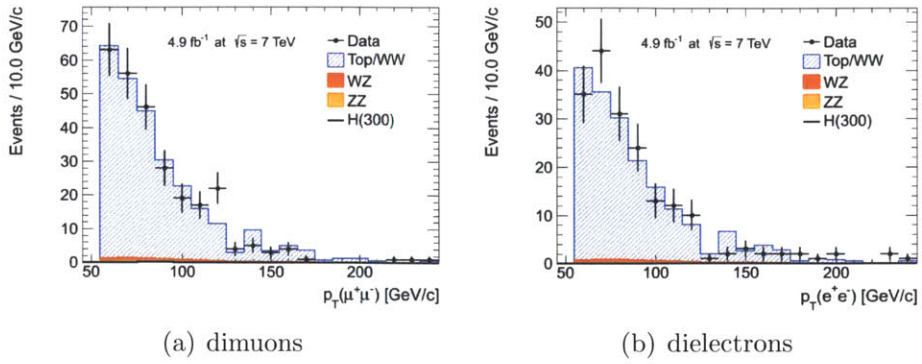 Events / 10.0 GeV/c
70
60
50
40
30
20
10
0
50
100
150
200
p_T(μ⁺μ⁻) [GeV/c]
4.9 fb⁻¹ at √s = 7 TeV
Data
Top/WW
WZ
ZZ
H(300)
(a) dimuons
Events / 10.0 GeV/c
50
40
30
20
10
0
50
100
150
200
p_T(e⁺e⁻) [GeV/c]
4.9 fb⁻¹ at √s = 7 TeV
Data
Top/WW
WZ
ZZ
H(300)
(b) dielectrons